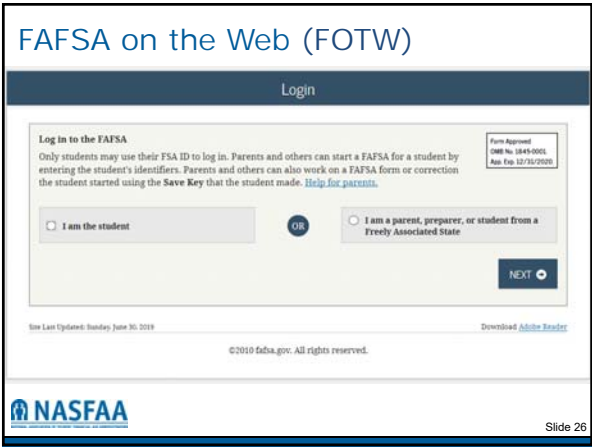 FAFSA on the Web (FOTW)
Login
Log in to the FAFSA
Only students may use their FSA ID to log in. Parents and others can start a FAFSA for a student by
entering the student's identifiers. Parents and others can also work on a FAFSA form or correction
the student started using the Save Key that the student made. Help for parents.
Form Approved
OMB No. 1845-0001
App. Exp. 12/31/2020
I am the student
OR
I am a parent, preparer, or student from a
Freely Associated State
NEXT
Site Last Updated: Sunday, June 30, 2019
Download Adobe Reader
©2010 fafsa.gov. All rights reserved.
NASFAA
Slide 26